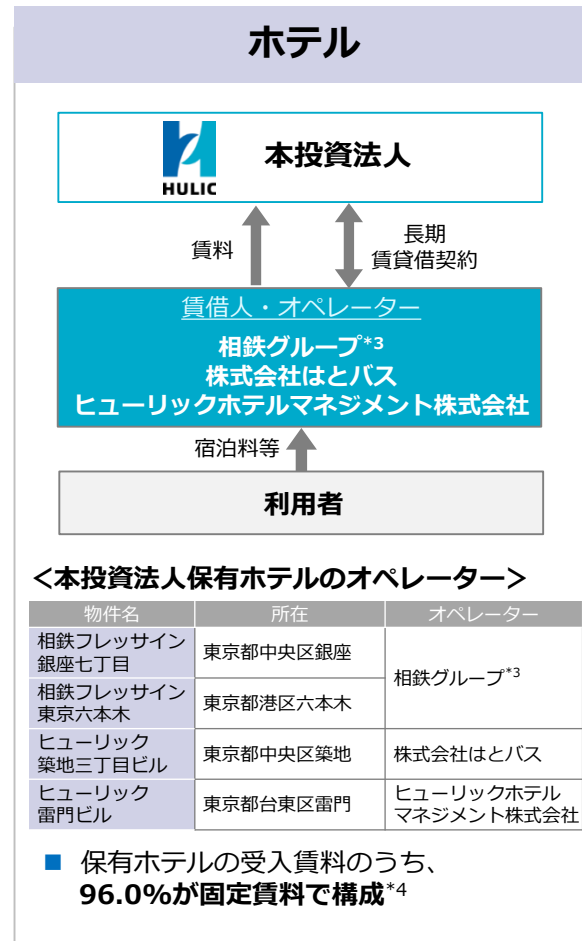 ホテル
HULIC
本投資法人
賃料
長期
賃貸借契約
賃借人・オペレーター
相鉄グループ*3
株式会社はとバス
ヒューリックホテルマネジメント株式会社
宿泊料等
利用者
＜本投資法人保有ホテルのオペレーター＞
物件名 所在 オペレーター
相鉄フレッサイン
銀座七丁目
東京都中央区銀座
相鉄グループ*3
相鉄フレッサイン
東京六本木
東京都港区六本木
ヒューリック
築地三丁目ビル
東京都中央区築地
株式会社はとバス
ヒューリック
雷門ビル
東京都台東区雷門
ヒューリックホテル
マネジメント株式会社
■ 保有ホテルの受入賃料のうち、
96.0%が固定賃料で構成*4